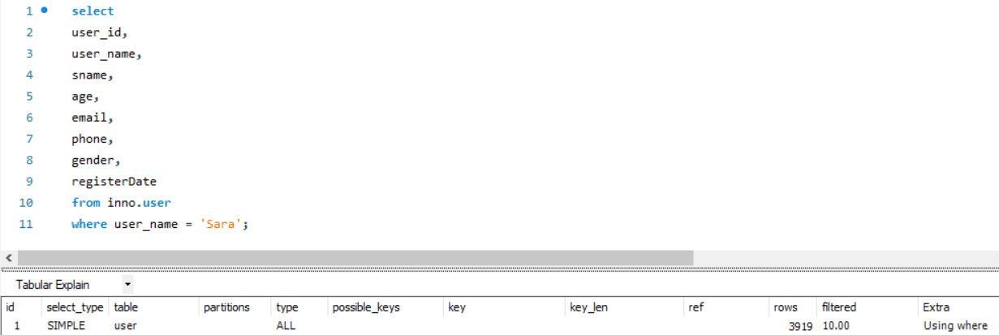 1 select
2 user_id,
3 user_name,
4 sname,
5 age,
6 email,
7 phone,
8 gender,
9 registerDate
10 from inno.user
11 where user_name = 'Sara';
Tabular Explain
id select_type table partitions type possible_keys key key_len ref rows filtered Extra
1 SIMPLE user ALL 3919 10.00 Using where